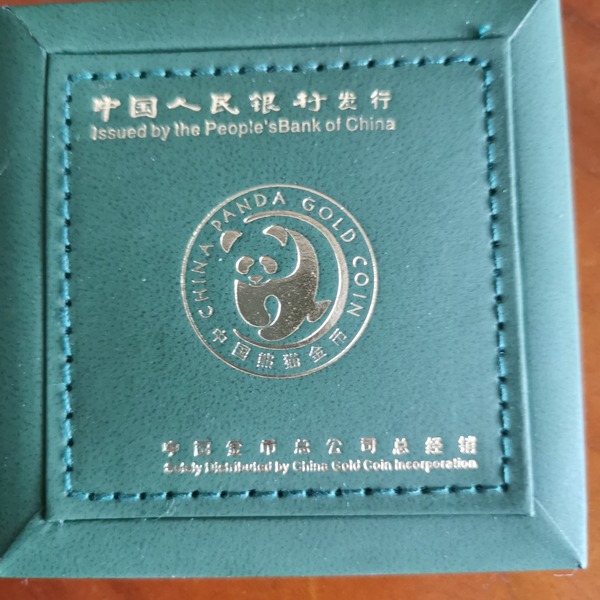 中国人民银行发行
Issued by the People'sBank of China
CHINA PANDA GOLD COIN
中国熊猫金币
中国金币总公司总经销
Solely Distributed by China Gold Coin Incorporation